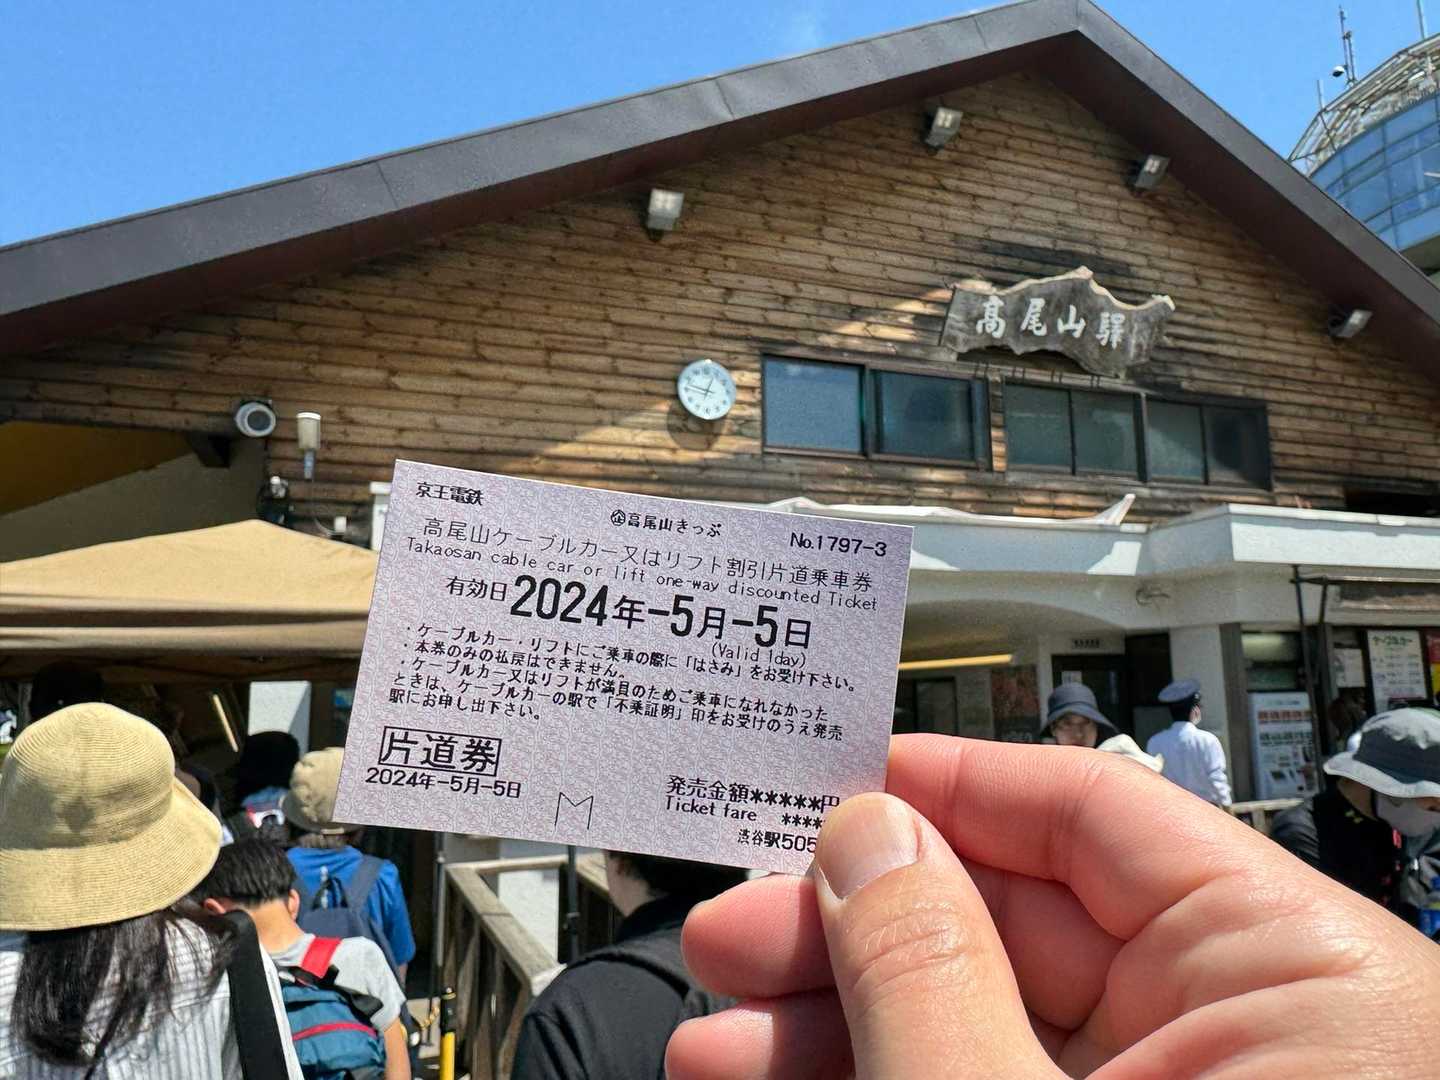 高尾山驛
京王電鉄
企高尾山きっぷ
No.1797-3
高尾山ケーブルカー又はリフト割引片道乗車券
Takaosan cable car or lift one-way discounted Ticket
有効日 2024年-5月-5日
(Valid 1day)
・ケーブルカー・リフトにご乗車の際に「はさみ」をお受け下さい。
・本券のみの払戻はできません。
・ケーブルカー又はリフトが満員のためご乗車になれなかった
ときは、ケーブルカーの駅で「不乗証明」印をお受けのうえ発売
駅にお申し出下さい。
片道券
2024年-5月-5日
発売金額*****円
Ticket fare ****
渋谷駅505
ケーブルカー